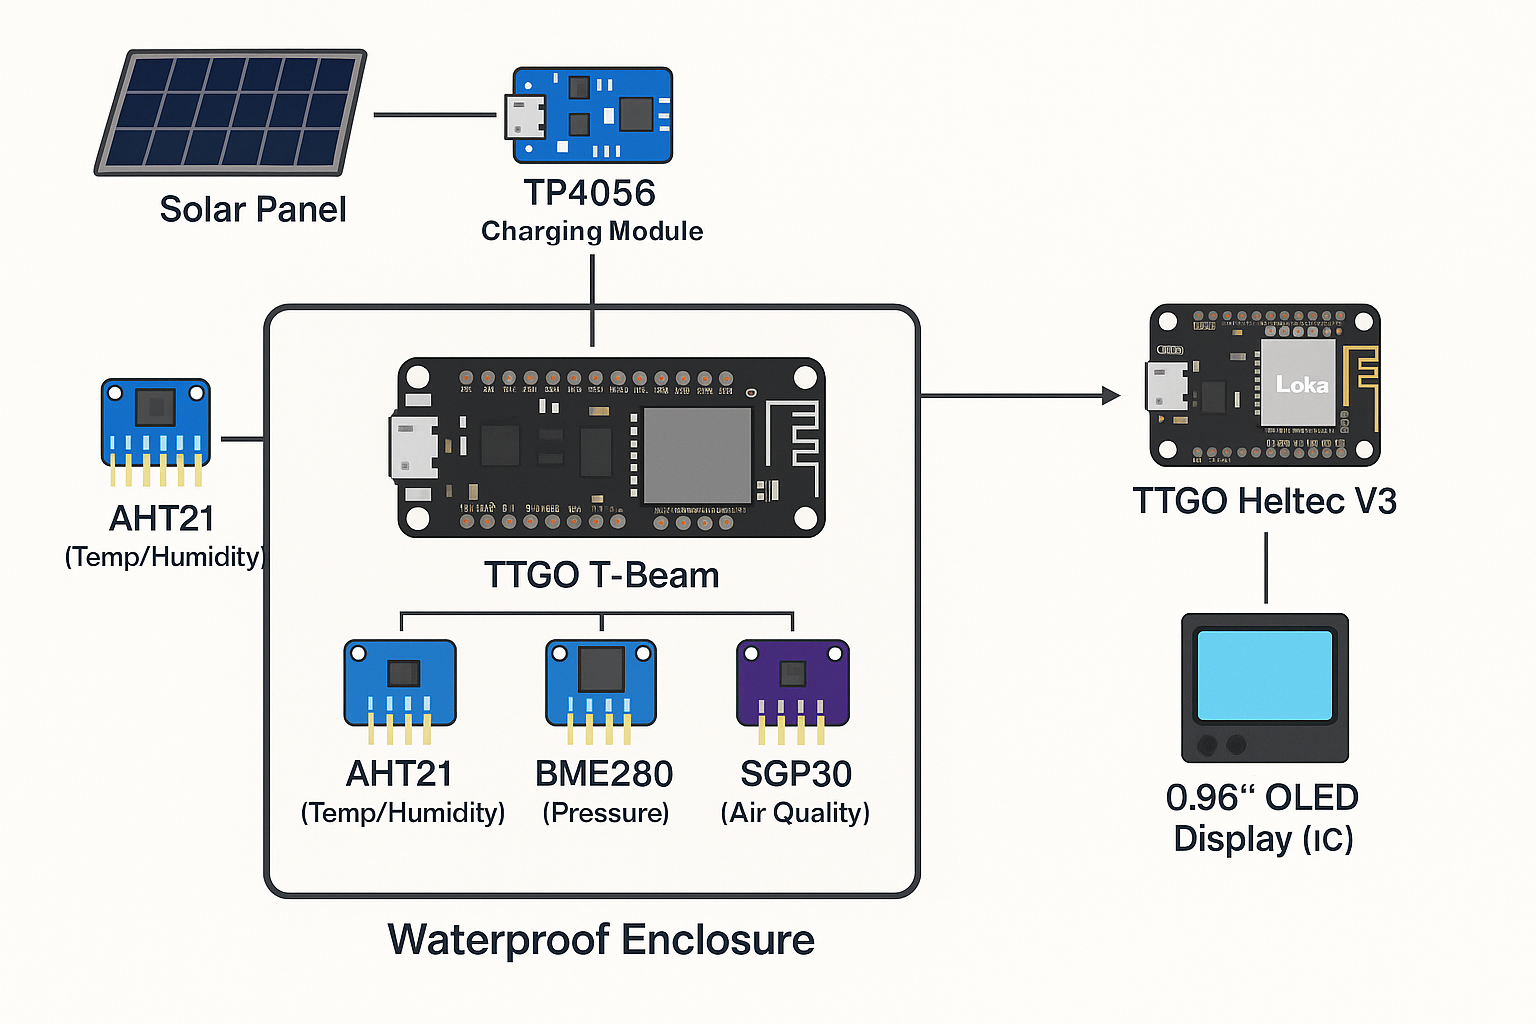 Solar Panel
TP4056
Charging Module
AHT21
(Temp/Humidity)
TTGO T-Beam
AHT21
(Temp/Humidity)
BME280
(Pressure)
SGP30
(Air Quality)
Waterproof Enclosure
Loka
TTGO Heltec V3
0.96“ OLED
Display (IC)